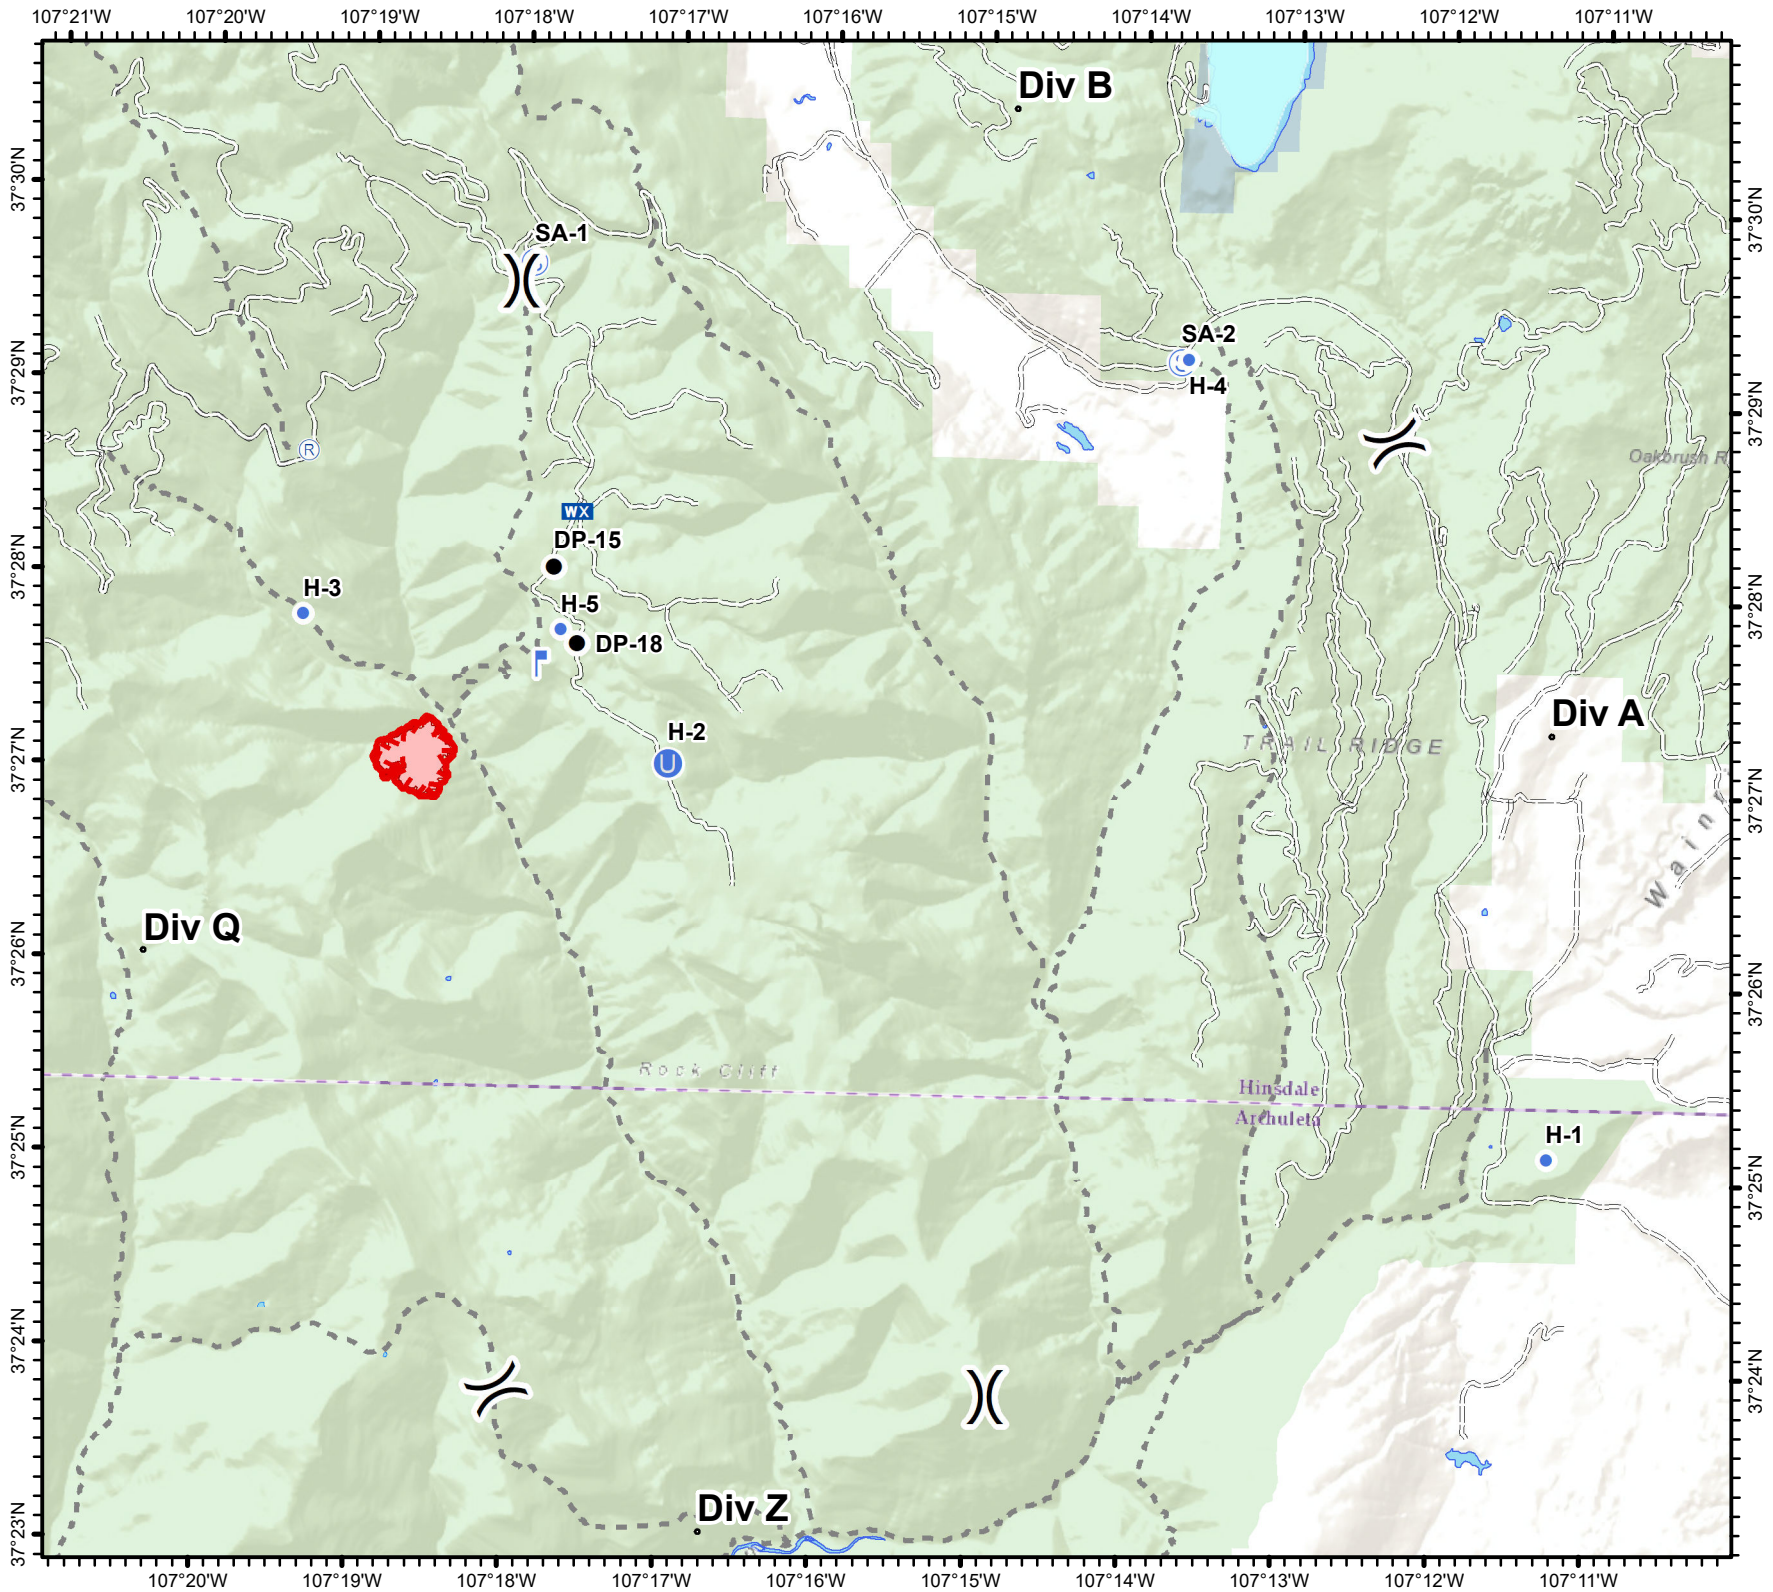 107°21'W 107°20'W 107°19'W 107°18'W 107°17'W 107°16'W 107°15'W 107°14'W 107°13'W 107°12'W 107°11'W
Div B
37°30'N
37°30'N
SA-1
SA-2
37°29'N
H-4
37°29'N
R
Oakbrush R
WX
DP-15
37°28'N
H-3
H-5
37°28'N
DP-18
Div A
H-2
TRAIL RIDGE
37°27'N
U
37°27'N
Wain
Div Q
37°26'N
37°26'N
Rock Cliff
Hinsdale
Archuleta
37°25'N
H-1
37°25'N
37°24'N
37°24'N
Div Z
37°23'N
107°20'W 107°19'W 107°18'W 107°17'W 107°16'W 107°15'W 107°14'W 107°13'W 107°12'W 107°11'W